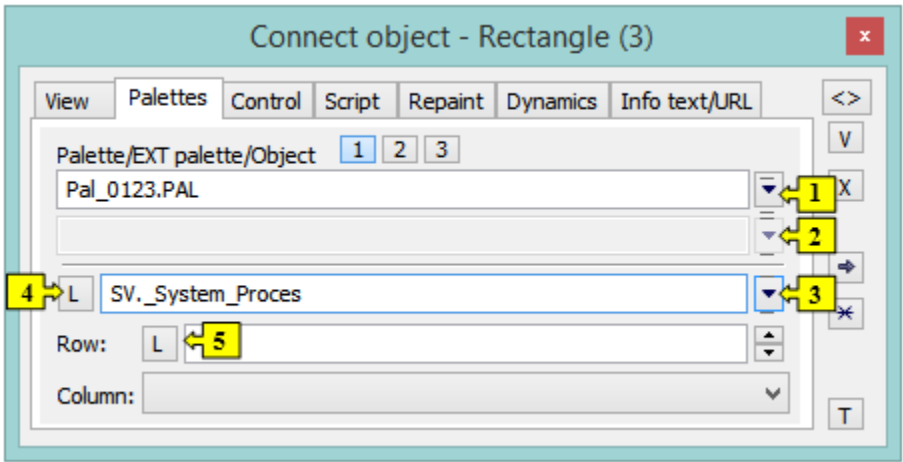 Connect object - Rectangle (3)
x
View Palettes Control Script Repaint Dynamics Info text/URL
<>
Palette/EXT palette/Object 1 2 3
V
Pal_0123.PAL
1
X
2
4 L SV._System_Proces
3
Row: L 5
Column:
T